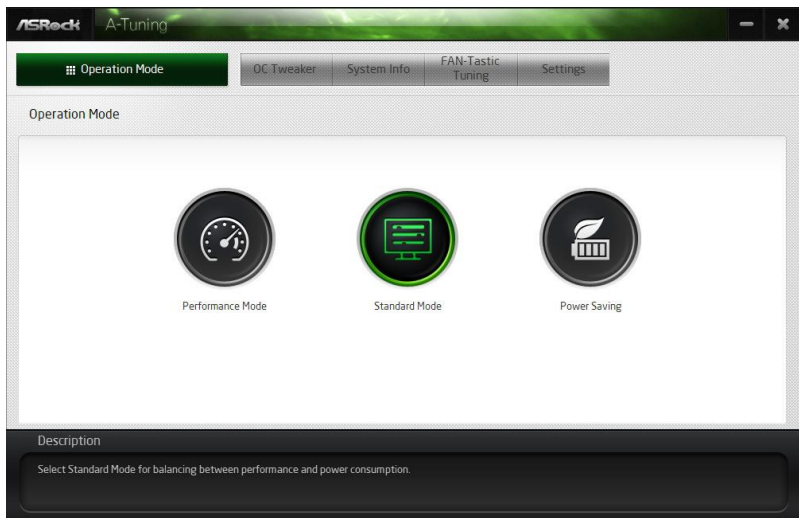 ASRock A-Tuning
Operation Mode OC Tweaker System Info FAN-Tastic Tuning Settings
Operation Mode
Performance Mode Standard Mode Power Saving
Description
Select Standard Mode for balancing between performance and power consumption.